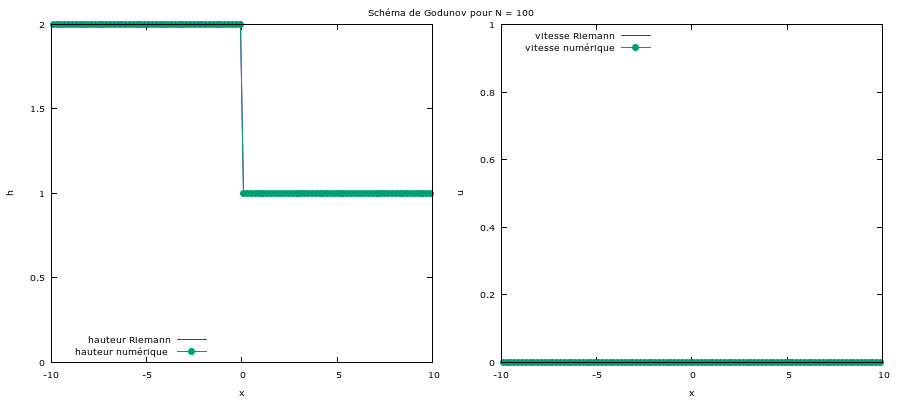 Schéma de Godunov pour N = 100
2
1.5
1
0.5
0
h
hauteur Riemann
hauteur numérique
-10
-5
0
5
10
x
1
0.8
0.6
0.4
0.2
0
u
vitesse Riemann
vitesse numérique
-10
-5
0
5
10
x